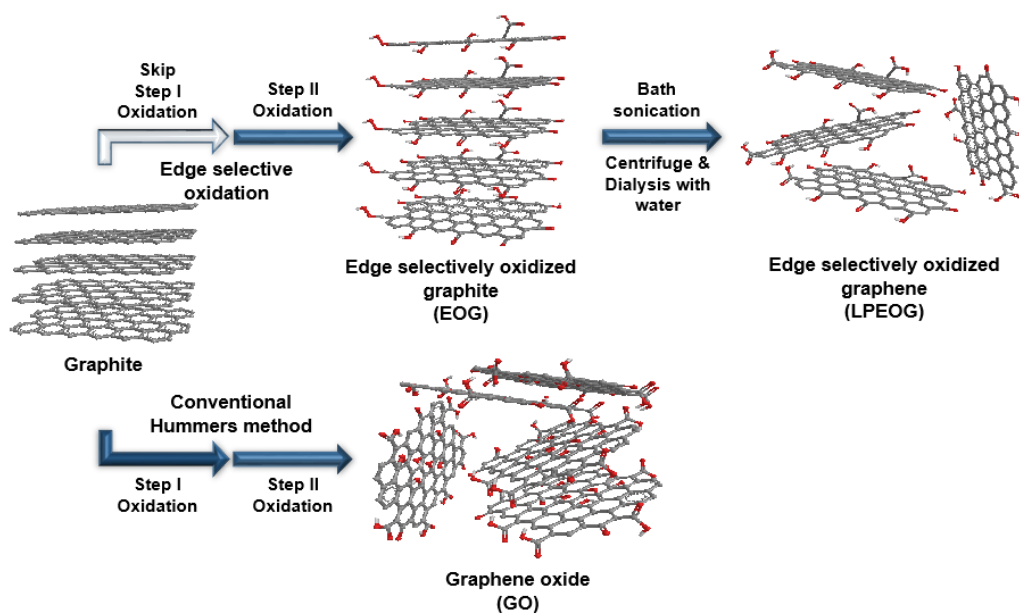 Skip
Step I
Oxidation
Step II
Oxidation
Edge selective
oxidation
Bath
sonication
Centrifuge &
Dialysis with
water
Graphite
Edge selectively oxidized
graphite
(EOG)
Edge selectively oxidized
graphene
(LPEOG)
Conventional
Hummers method
Step I
Oxidation
Step II
Oxidation
Graphene oxide
(GO)